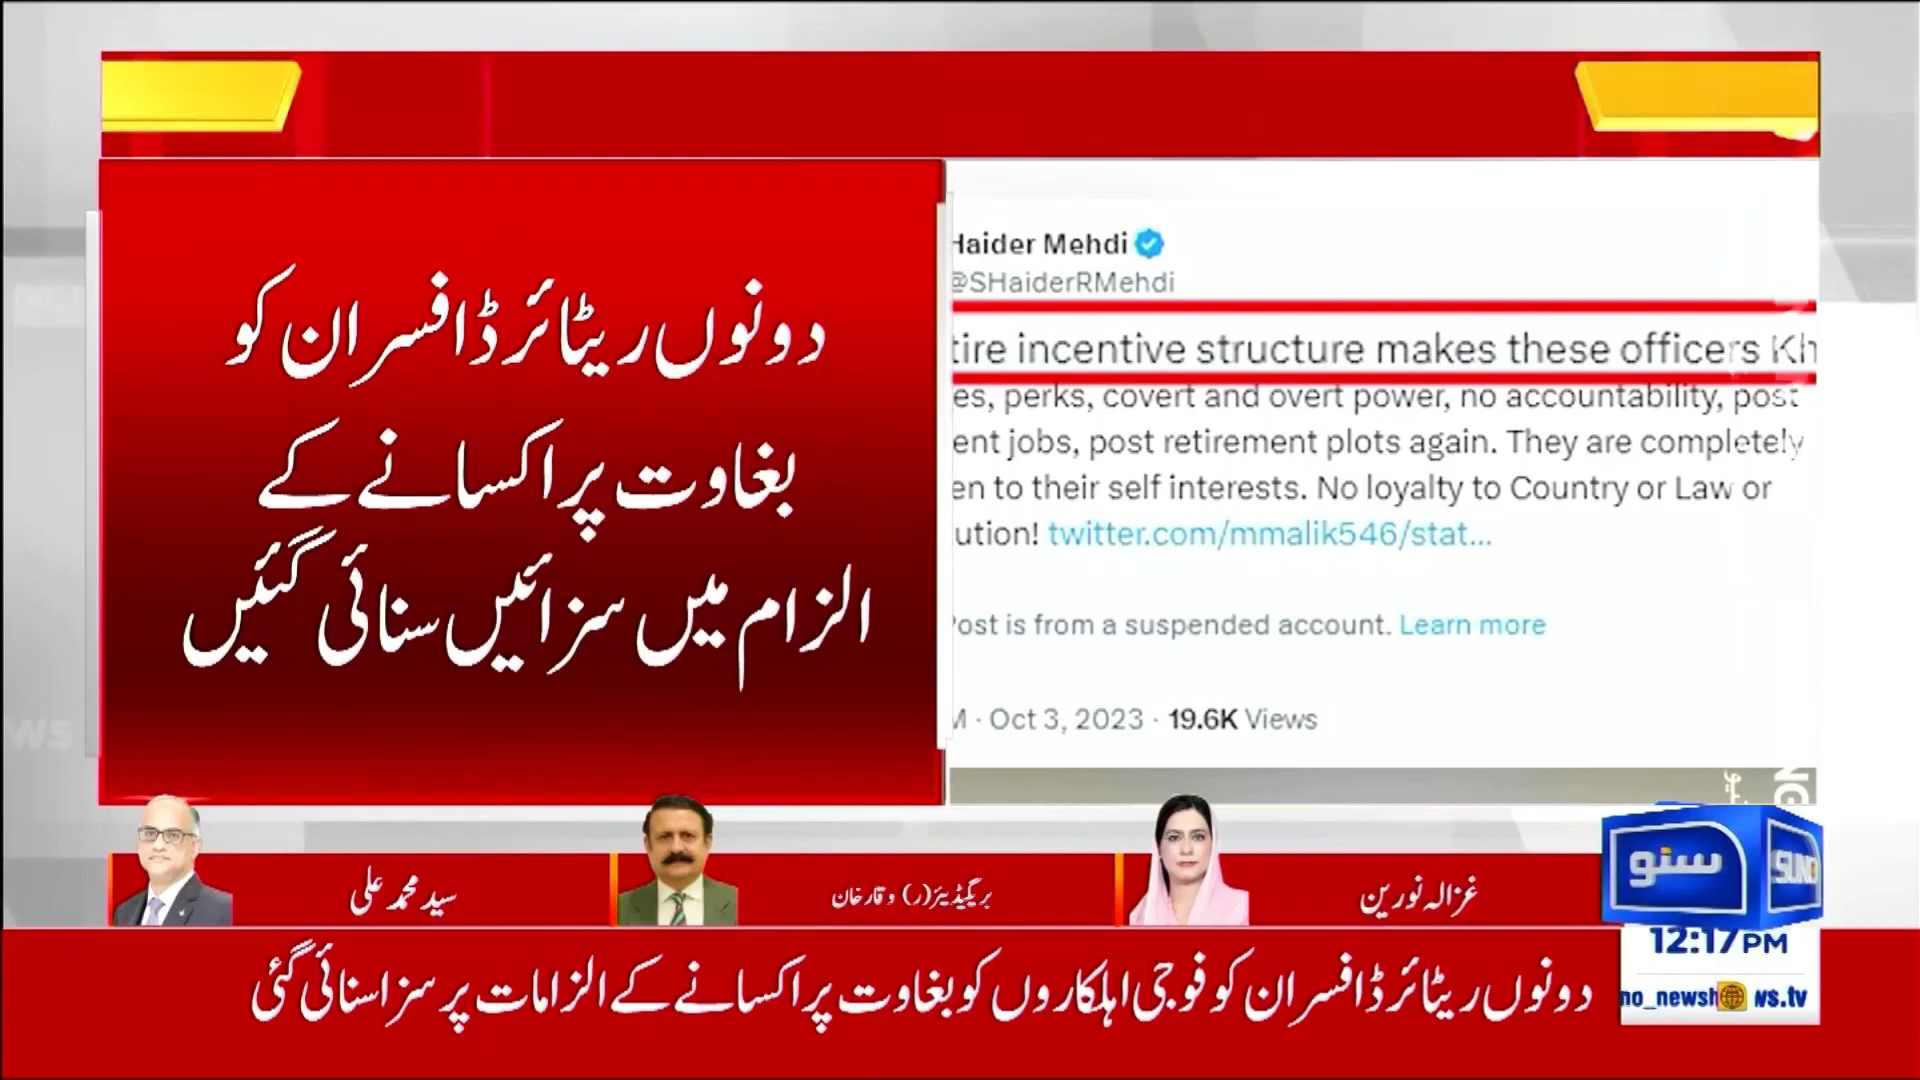 دونوں ریٹائرڈ افسران کو
بغاوت پر اکسانے کے
الزام میں سزائیں سنائی گئیں
Haider Mehdi
@SHaiderRMehdi
tire incentive structure makes these officers Kh
es, perks, covert and overt power, no accountability, post
ent jobs, post retirement plots again. They are completely
en to their self interests. No loyalty to Country or Law or
ution! twitter.com/mmalik546/stat...
Post is from a suspended account. Learn more
M · Oct 3, 2023 · 19.6K Views
سید محمد علی
بریگیڈیئر (ر) وقار خان
غزالہ نورین
سنو
SUNO
12:17 PM
دونوں ریٹائرڈ افسران کو فوجی اہلکاروں کو بغاوت پر اکسانے کے الزامات پر سزا سنائی گئی
no_newsh ws.tv